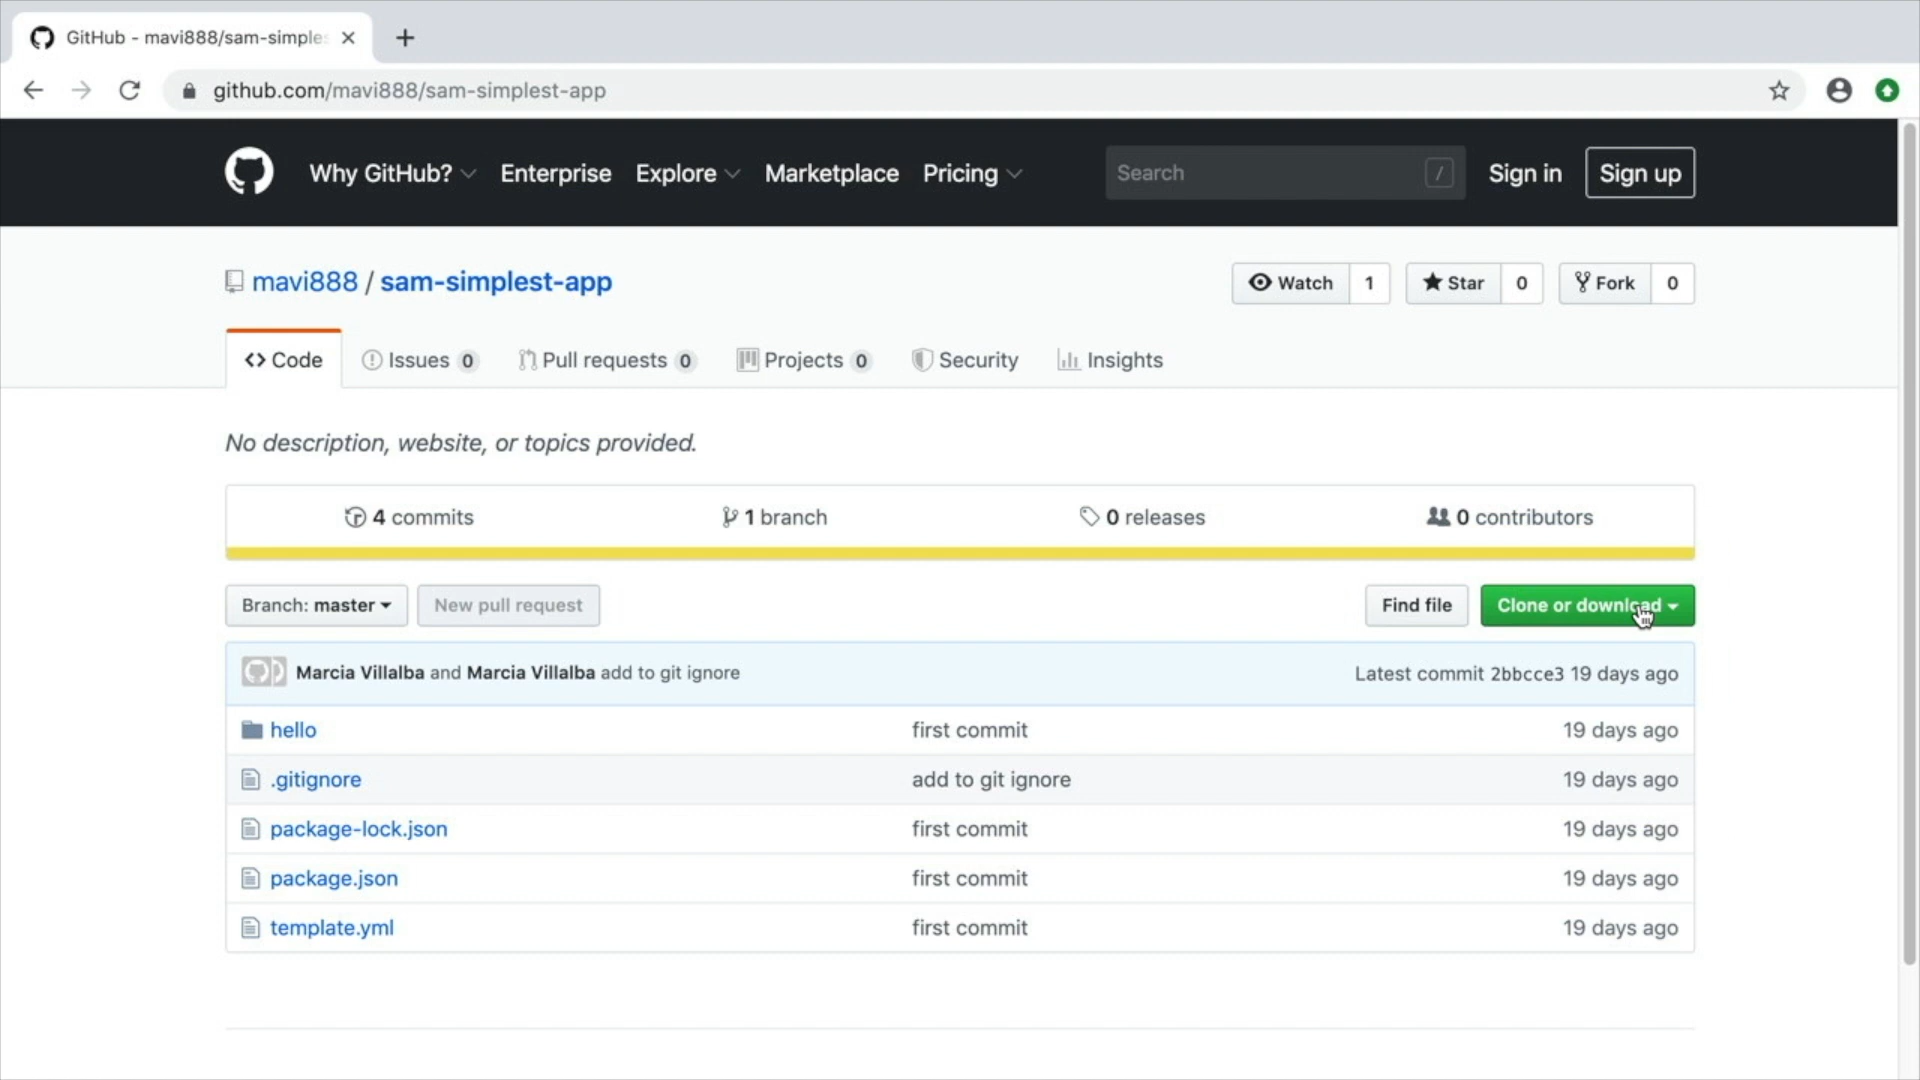 GitHub - mavi888/sam-simples
github.com/mavi888/sam-simplest-app
Why GitHub? Enterprise Explore Marketplace Pricing Search / Sign in Sign up
mavi888 / sam-simplest-app Watch 1 Star 0 Fork 0
Code Issues 0 Pull requests 0 Projects 0 Security Insights
No description, website, or topics provided.
4 commits 1 branch 0 releases 0 contributors
Branch: master New pull request Find file Clone or download
Marcia Villalba and Marcia Villalba add to git ignore Latest commit 2bbcce3 19 days ago
hello first commit 19 days ago
.gitignore add to git ignore 19 days ago
package-lock.json first commit 19 days ago
package.json first commit 19 days ago
template.yml first commit 19 days ago